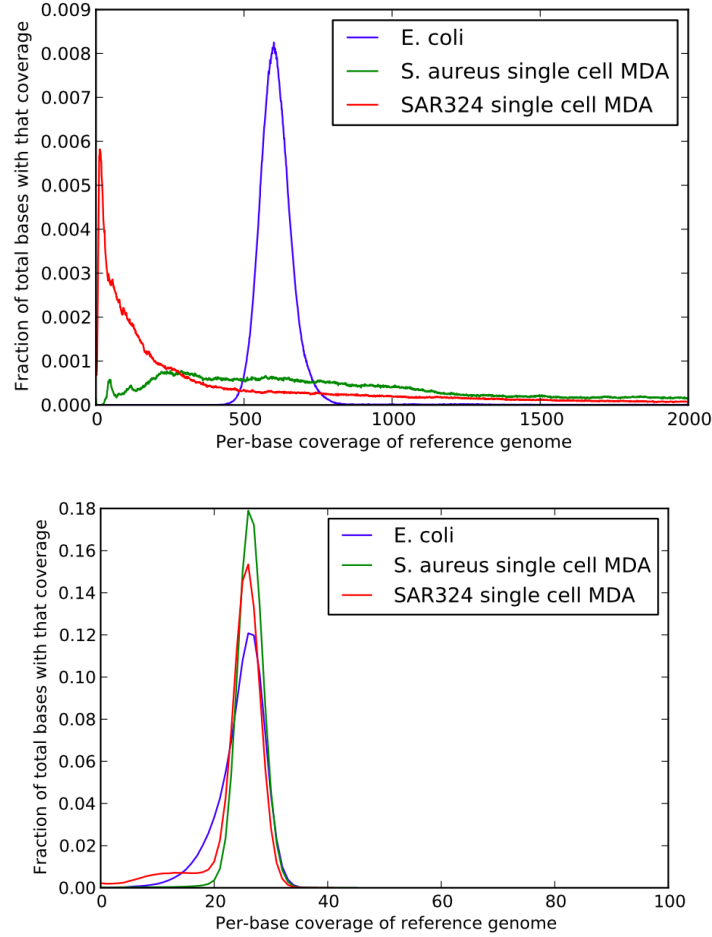 0.009
0.008
0.007
0.006
0.005
0.004
0.003
0.002
0.001
0.000
Fraction of total bases with that coverage
E. coli
S. aureus single cell MDA
SAR324 single cell MDA
0 500 1000 1500 2000
Per-base coverage of reference genome
0.18
0.16
0.14
0.12
0.10
0.08
0.06
0.04
0.02
0.00
Fraction of total bases with that coverage
E. coli
S. aureus single cell MDA
SAR324 single cell MDA
0 20 40 60 80 100
Per-base coverage of reference genome